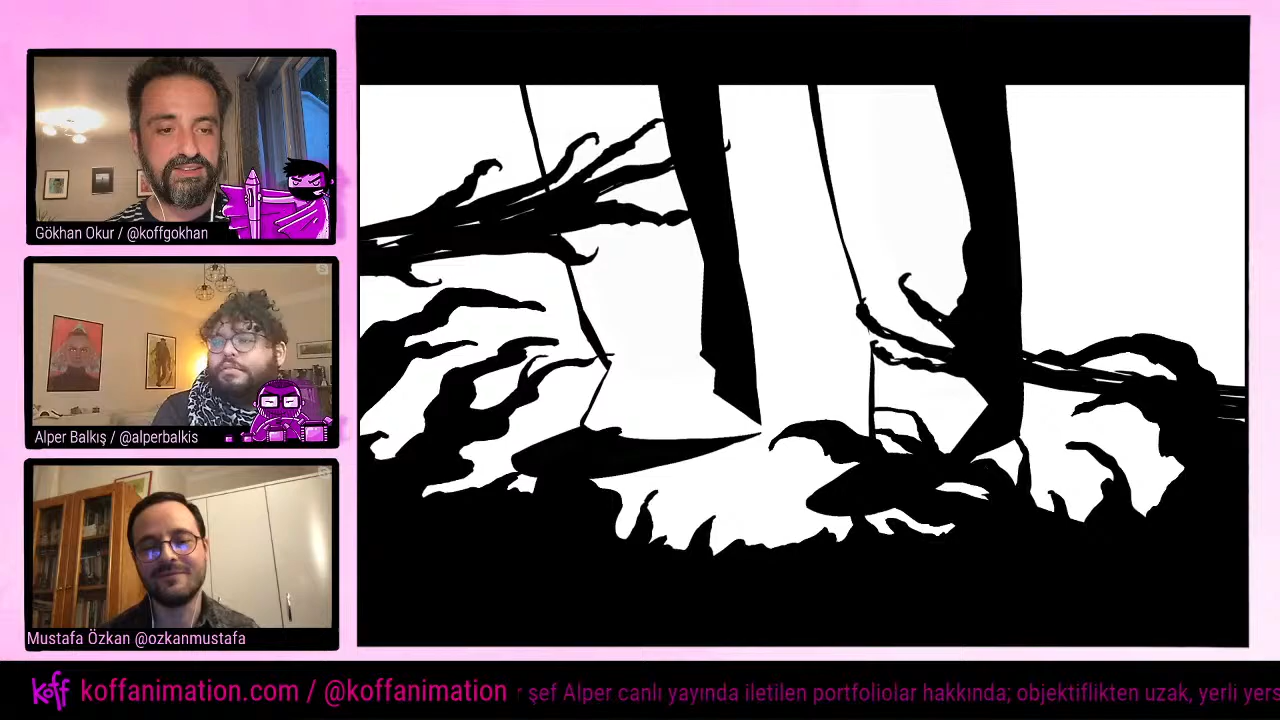 Gökhan Okur / @koffgokhan
Alper Balkış / @alperbalkis
Mustafa Özkan @ozkanmustafa
koff koffanimation.com / @koffanimation şef Alper canlı yayında iletilen portfoliolar hakkında; objektiflikten uzak, yerli